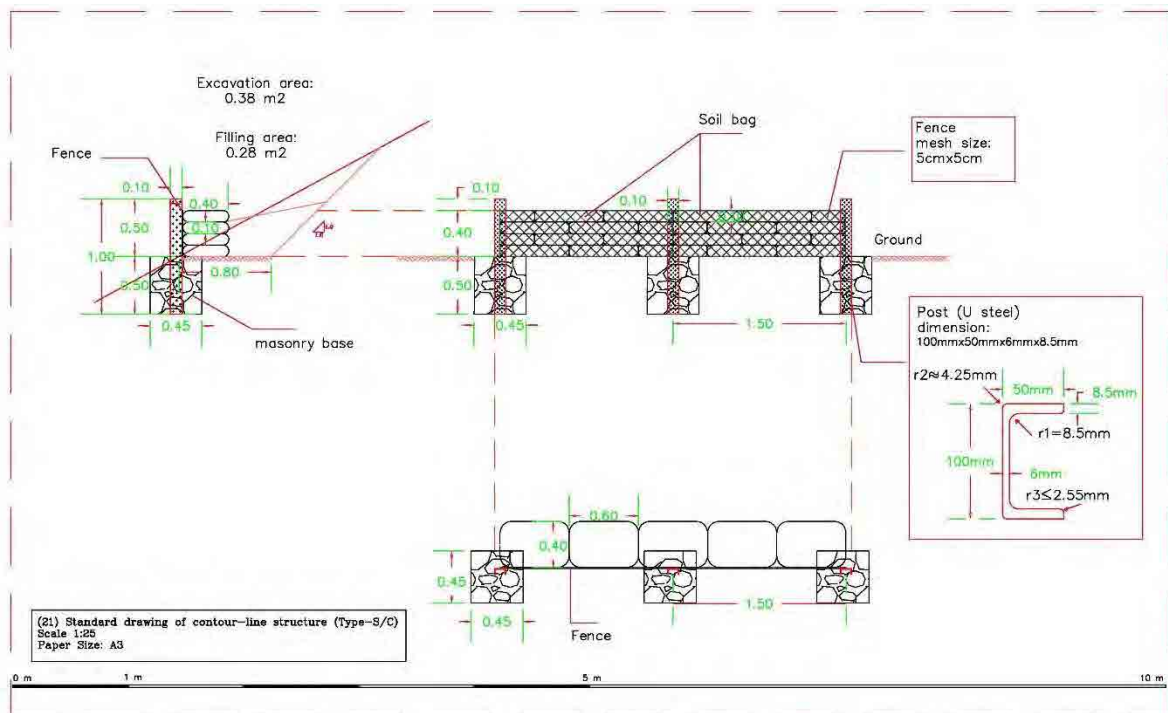 Excavation area:
0.38 m2
Filling area:
0.28 m2
Fence
0.10
0.40
0.50
0.10
1.00
0.50
0.80
0.45
masonry base
Soil bag
Fence
mesh size:
5cmx5cm
0.10
0.10
0.40
0.50
0.45
1.50
Ground
Post (U steel)
dimension:
100mmx50mmx6mmx8.5mm
r2≈4.25mm
50mm
8.5mm
r1=8.5mm
100mm
6mm
r3≤2.55mm
0.60
0.40
0.45
0.45
1.50
Fence
(21) Standard drawing of contour-line structure (Type-S/C)
Scale 1:25
Paper Size: A3
0 m
1 m
5 m
10 m